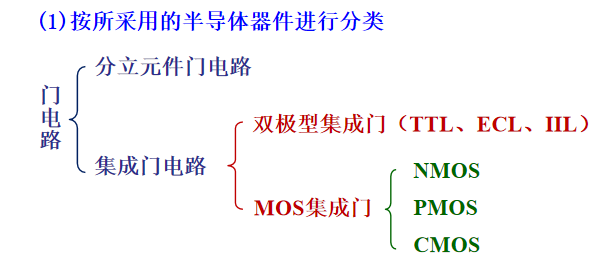 (1)按所采用的半导体器件进行分类
门电路
分立元件门电路
集成门电路
双极型集成门（TTL、ECL、IIL）
MOS集成门
NMOS
PMOS
CMOS